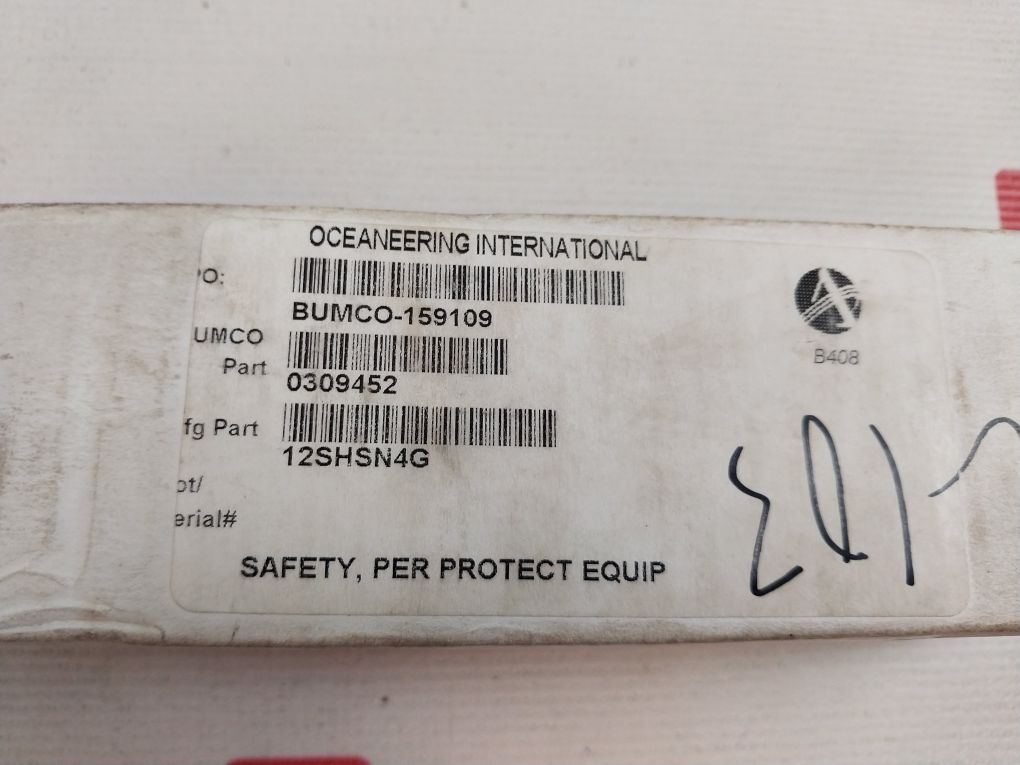 OCEANEERING INTERNATIONAL
PO:
BUMCO-159109
UMCO
Part
0309452
fg Part
12SHSN4G
ot/
erial#
SAFETY, PER PROTECT EQUIP
B408